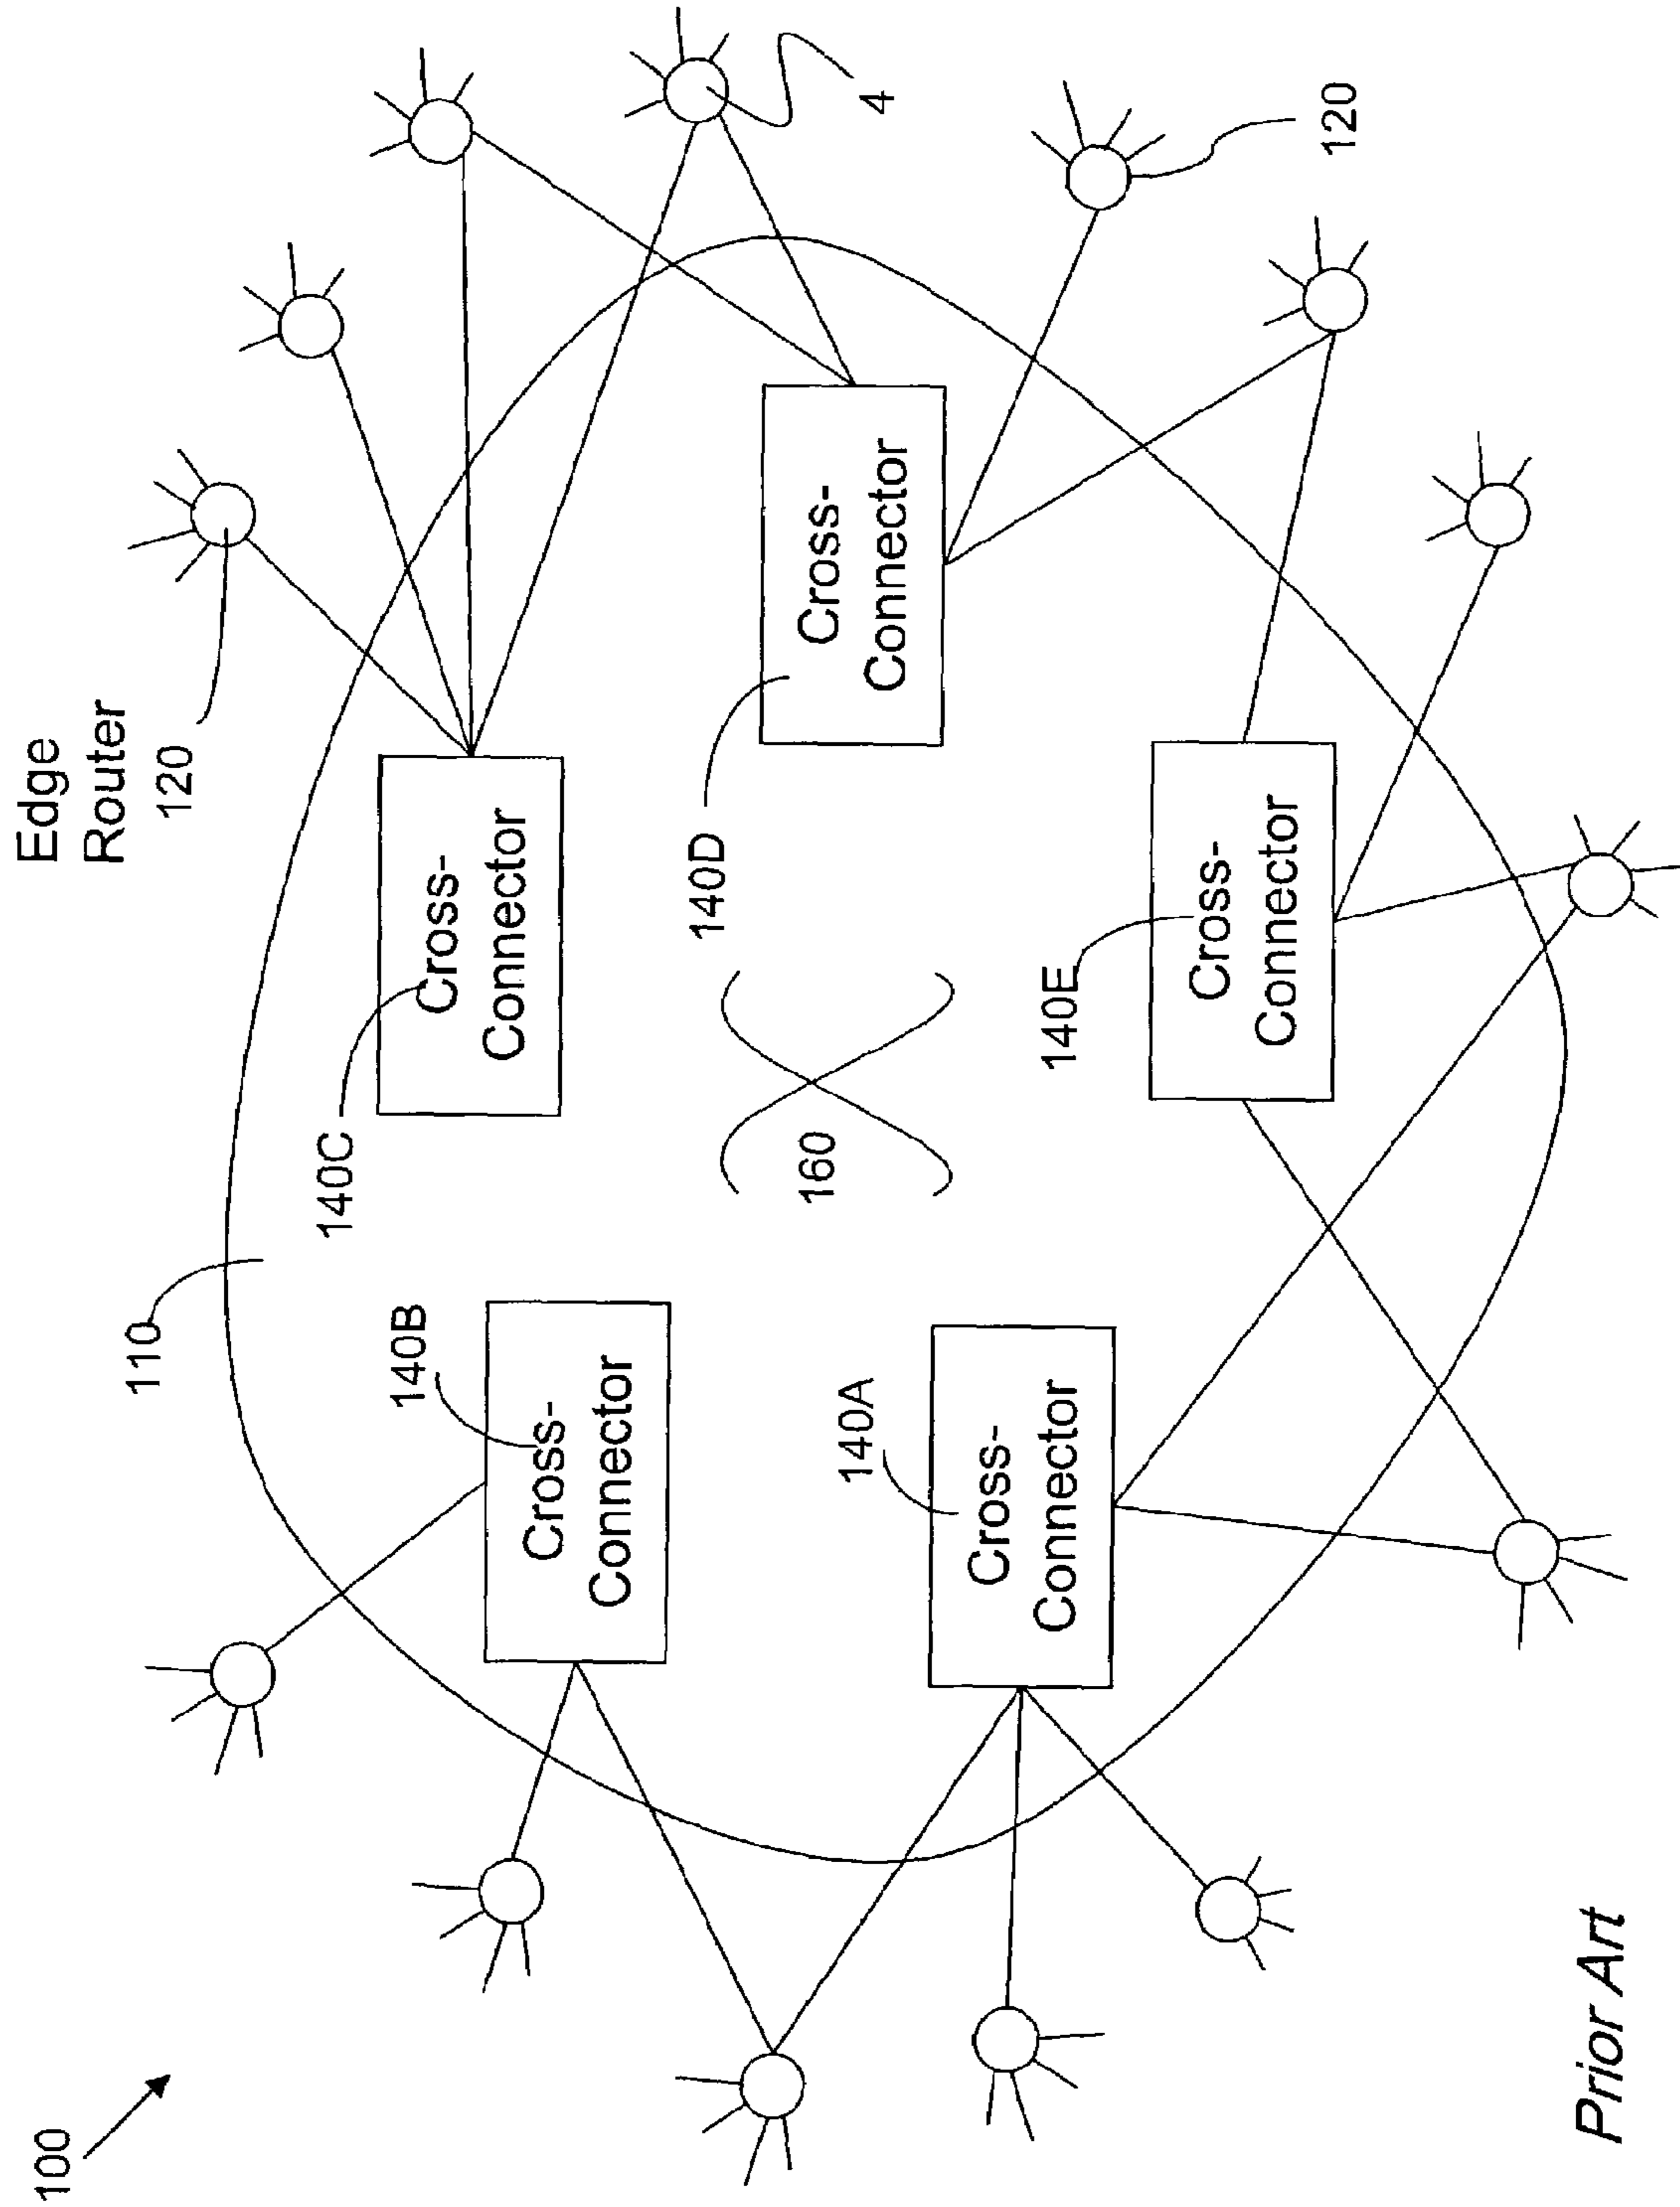 100
Edge
Router
120
110
140C
Cross-
Connector
140B
Cross-
Connector
4
140D
Cross-
Connector
160
140A
Cross-
Connector
140E
Cross-
Connector
120
Prior Art